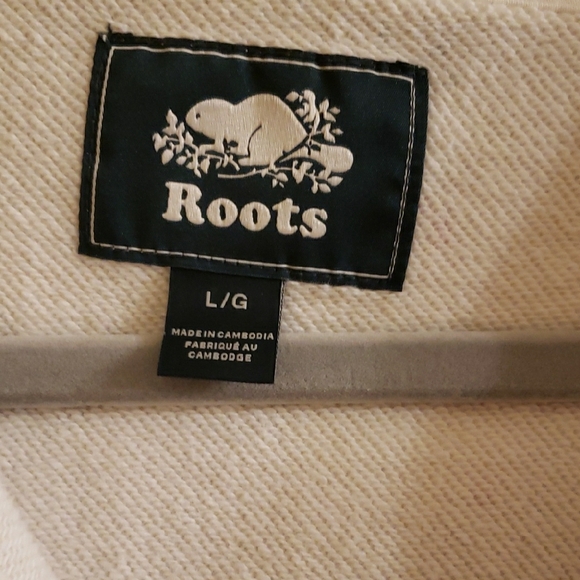 Roots
L/G
MADE IN CAMBODIA
FABRIQUÉ AU
CAMBODGE